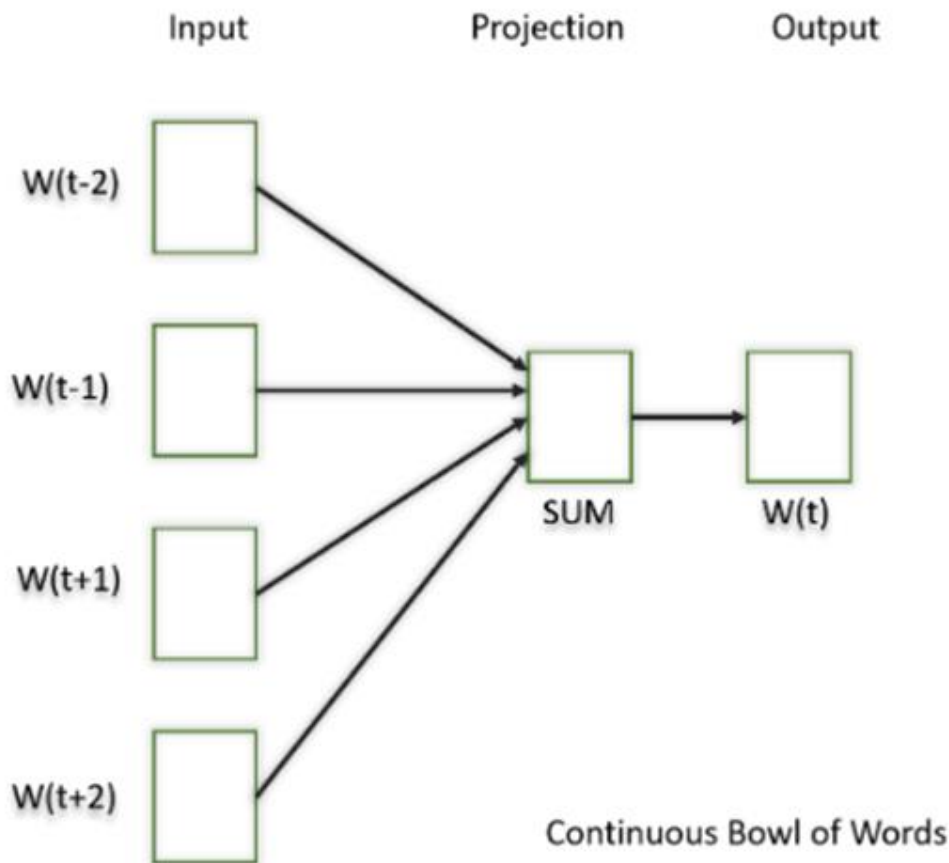 Input Projection Output
W(t-2)
W(t-1)
SUM W(t)
W(t+1)
W(t+2)
Continuous Bowl of Words